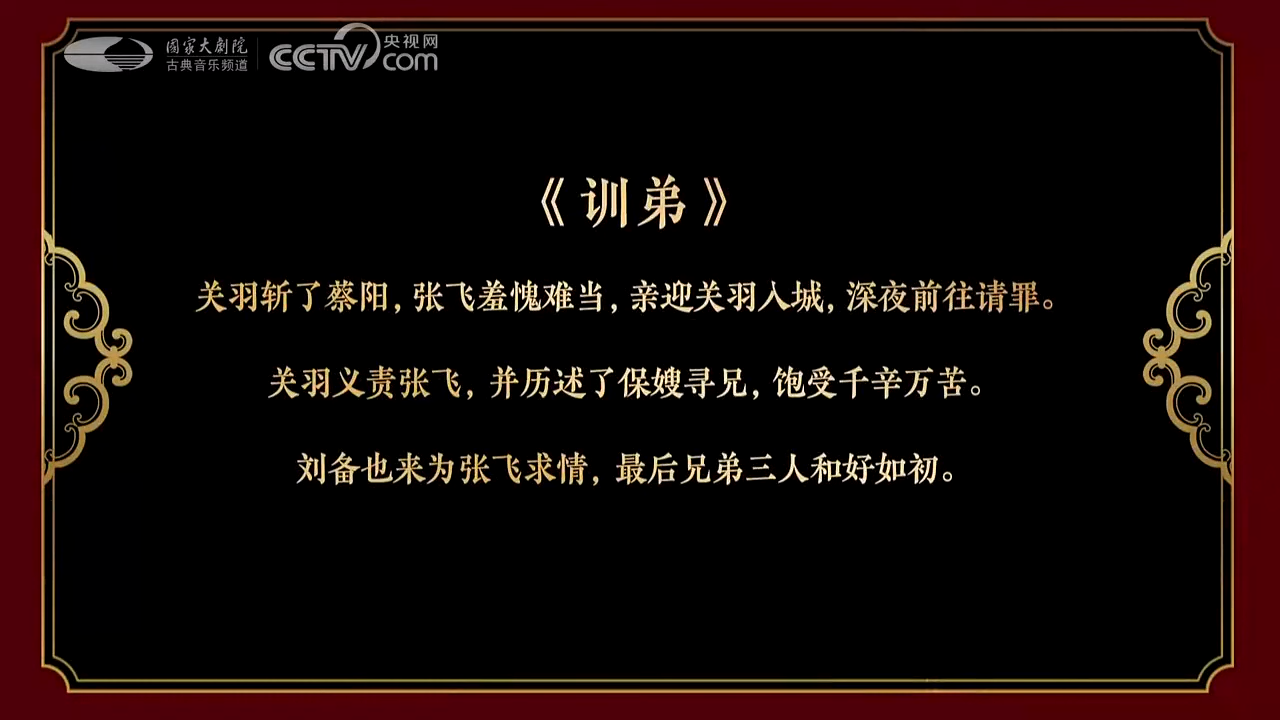 国家大剧院
古典音乐频道
CCTV.com
央视网
《训弟》
关羽斩了蔡阳，张飞羞愧难当，亲迎关羽入城，深夜前往请罪。
关羽义责张飞，并历述了保嫂寻兄，饱受千辛万苦。
刘备也来为张飞求情，最后兄弟三人和好如初。